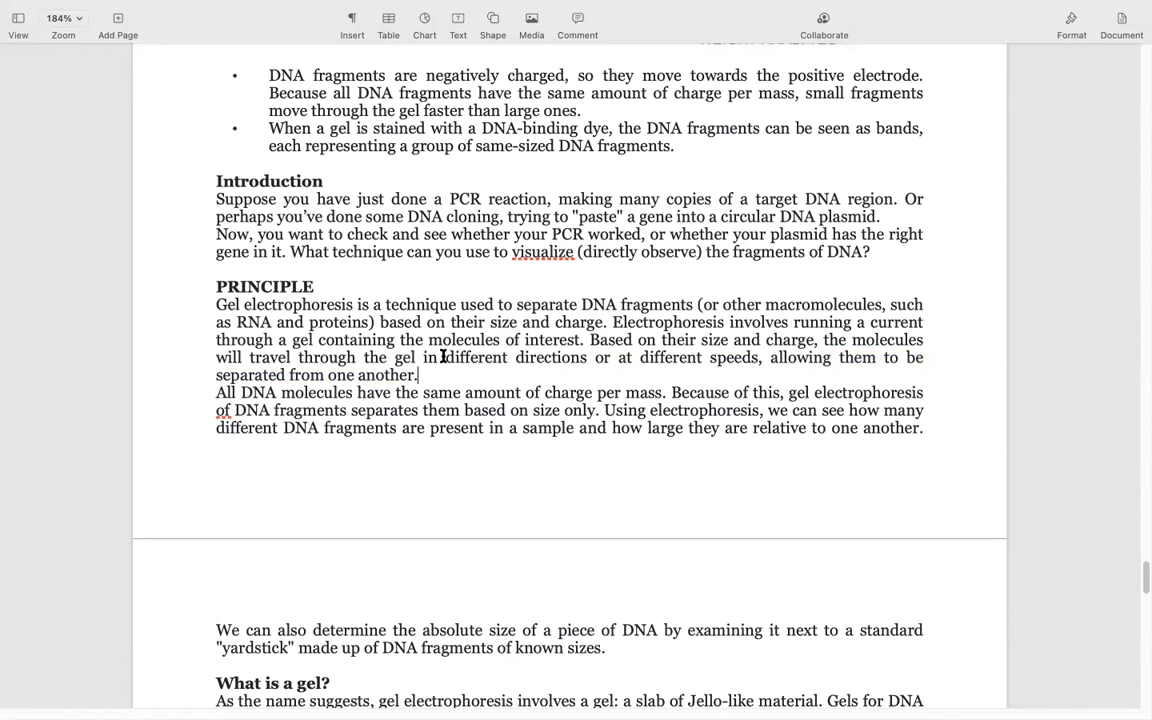 184%
View
Zoom
Add Page
Insert
Table
Chart
Text
Shape
Media
Comment
Collaborate
Format
Document
• DNA fragments are negatively charged, so they move towards the positive electrode.
Because all DNA fragments have the same amount of charge per mass, small fragments
move through the gel faster than large ones.
• When a gel is stained with a DNA-binding dye, the DNA fragments can be seen as bands,
each representing a group of same-sized DNA fragments.
Introduction
Suppose you have just done a PCR reaction, making many copies of a target DNA region. Or
perhaps you’ve done some DNA cloning, trying to "paste" a gene into a circular DNA plasmid.
Now, you want to check and see whether your PCR worked, or whether your plasmid has the right
gene in it. What technique can you use to visualize (directly observe) the fragments of DNA?
PRINCIPLE
Gel electrophoresis is a technique used to separate DNA fragments (or other macromolecules, such
as RNA and proteins) based on their size and charge. Electrophoresis involves running a current
through a gel containing the molecules of interest. Based on their size and charge, the molecules
will travel through the gel in different directions or at different speeds, allowing them to be
separated from one another.
All DNA molecules have the same amount of charge per mass. Because of this, gel electrophoresis
of DNA fragments separates them based on size only. Using electrophoresis, we can see how many
different DNA fragments are present in a sample and how large they are relative to one another.
We can also determine the absolute size of a piece of DNA by examining it next to a standard
"yardstick" made up of DNA fragments of known sizes.
What is a gel?
As the name suggests, gel electrophoresis involves a gel: a slab of Jello-like material. Gels for DNA